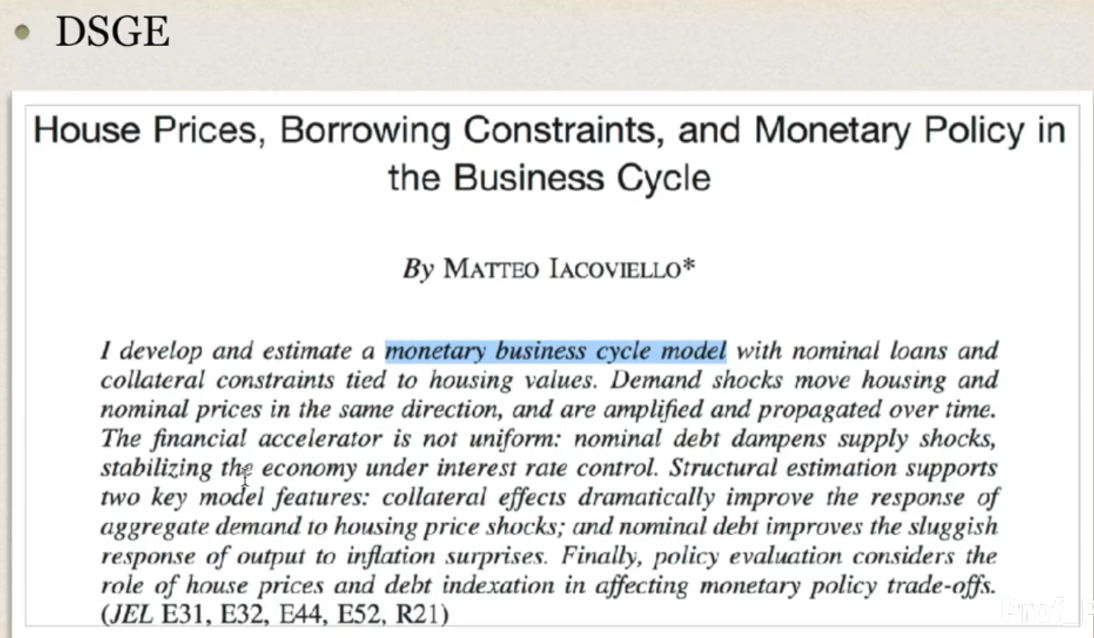 DSGE
House Prices, Borrowing Constraints, and Monetary Policy in
the Business Cycle
By MATTEO IACOVIELLO*
I develop and estimate a monetary business cycle model with nominal loans and
collateral constraints tied to housing values. Demand shocks move housing and
nominal prices in the same direction, and are amplified and propagated over time.
The financial accelerator is not uniform: nominal debt dampens supply shocks,
stabilizing the economy under interest rate control. Structural estimation supports
two key model features: collateral effects dramatically improve the response of
aggregate demand to housing price shocks; and nominal debt improves the sluggish
response of output to inflation surprises. Finally, policy evaluation considers the
role of house prices and debt indexation in affecting monetary policy trade-offs.
(JEL E31, E32, E44, E52, R21)